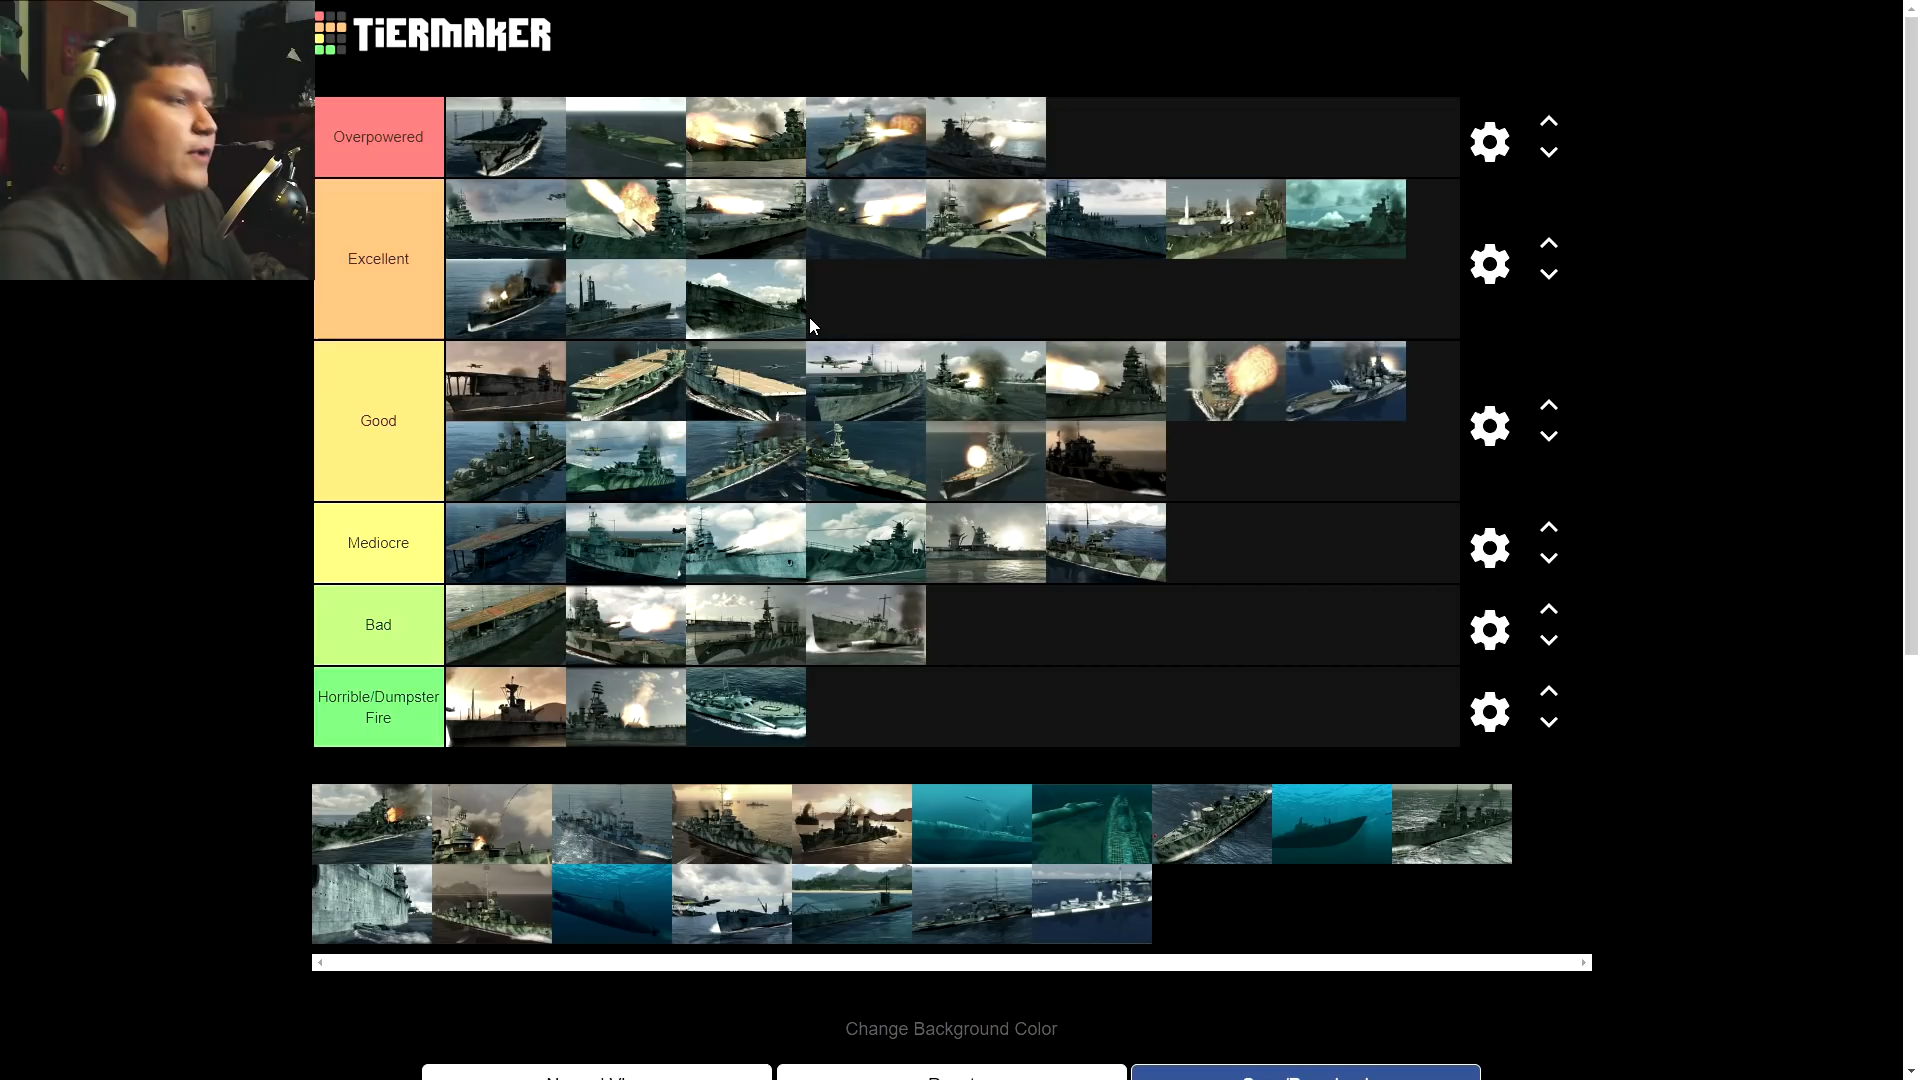 TiERMAKER
Overpowered
Excellent
Good
Mediocre
Bad
Horrible/Dumpster
Fire
Change Background Color